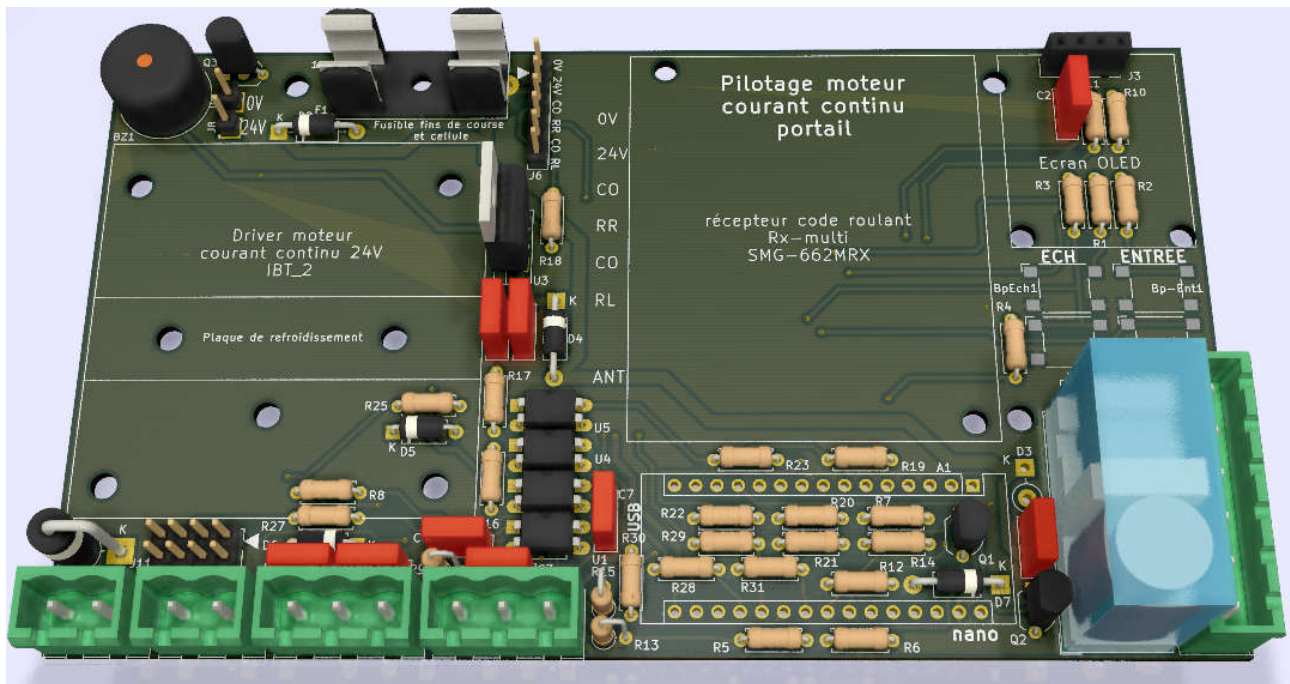 Q3
BZ1
0V
24V
K
F1
Fusible fins de course
et cellule
0V 24V CO RR CO RL
J6
Driver moteur
courant continu 24V
IBT_2
Plaque de refroidissement
R18
U3
K
D4
0V
24V
CO
RR
CO
RL
ANT
Pilotage moteur
courant continu
portail
récepteur code roulant
Rx-multi
SMG-662MRX
J3
C2
R10
Ecran OLED
R3
R2
R1
ECH
ENTREE
BpEch1
Bp-Ent1
R4
R17
R25
K
D5
U5
U4
R8
R27
K
J11
C7
U1
R15
R13
USB
R30
R23
R19
A1
R22
R20
R7
R29
R21
R14
Q1
R28
R31
R12
K
D7
R5
R6
nano
Q2
K
D3